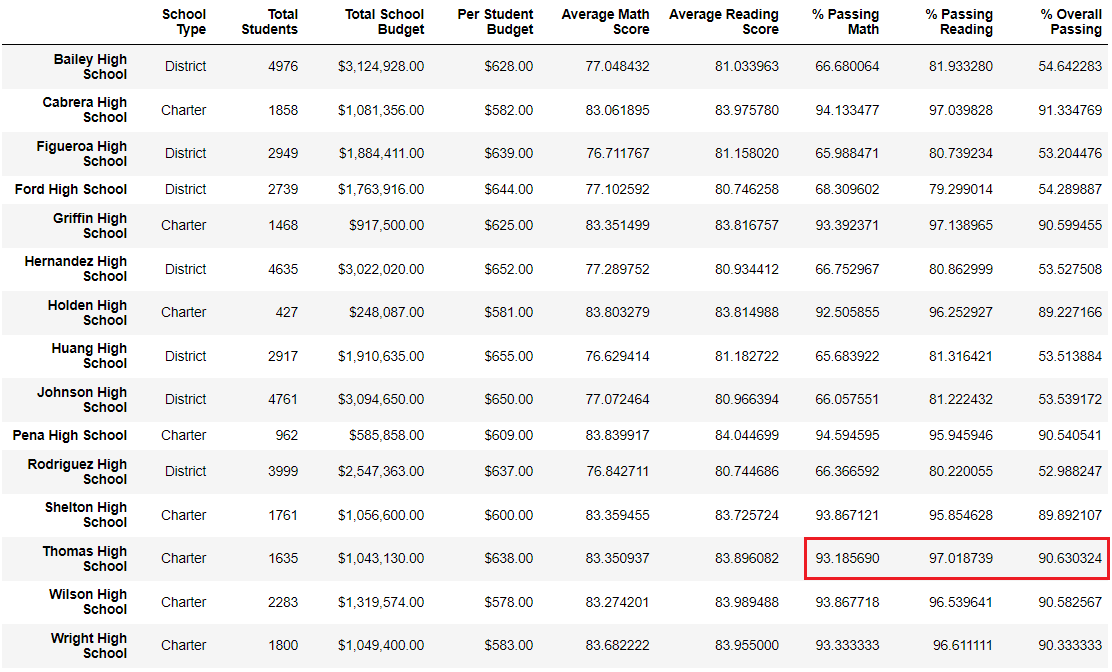 School Type Total Students Total School Budget Per Student Budget Average Math Score Average Reading Score % Passing Math % Passing Reading % Overall Passing
Bailey High School District 4976 $3,124,928.00 $628.00 77.048432 81.033963 66.680064 81.933280 54.642283
Cabrera High School Charter 1858 $1,081,356.00 $582.00 83.061895 83.975780 94.133477 97.039828 91.334769
Figueroa High School District 2949 $1,884,411.00 $639.00 76.711767 81.158020 65.988471 80.739234 53.204476
Ford High School District 2739 $1,763,916.00 $644.00 77.102592 80.746258 68.309602 79.299014 54.289887
Griffin High School Charter 1468 $917,500.00 $625.00 83.351499 83.816757 93.392371 97.138965 90.599455
Hernandez High School District 4635 $3,022,020.00 $652.00 77.289752 80.934412 66.752967 80.862999 53.527508
Holden High School Charter 427 $248,087.00 $581.00 83.803279 83.814988 92.505855 96.252927 89.227166
Huang High School District 2917 $1,910,635.00 $655.00 76.629414 81.182722 65.683922 81.316421 53.513884
Johnson High School District 4761 $3,094,650.00 $650.00 77.072464 80.966394 66.057551 81.222432 53.539172
Pena High School Charter 962 $585,858.00 $609.00 83.839917 84.044699 94.594595 95.945946 90.540541
Rodriguez High School District 3999 $2,547,363.00 $637.00 76.842711 80.744686 66.366592 80.220055 52.988247
Shelton High School Charter 1761 $1,056,600.00 $600.00 83.359455 83.725724 93.867121 95.854628 89.892107
Thomas High School Charter 1635 $1,043,130.00 $638.00 83.350937 83.896082 93.185690 97.018739 90.630324
Wilson High School Charter 2283 $1,319,574.00 $578.00 83.274201 83.989488 93.867718 96.539641 90.582567
Wright High School Charter 1800 $1,049,400.00 $583.00 83.682222 83.955000 93.333333 96.611111 90.333333